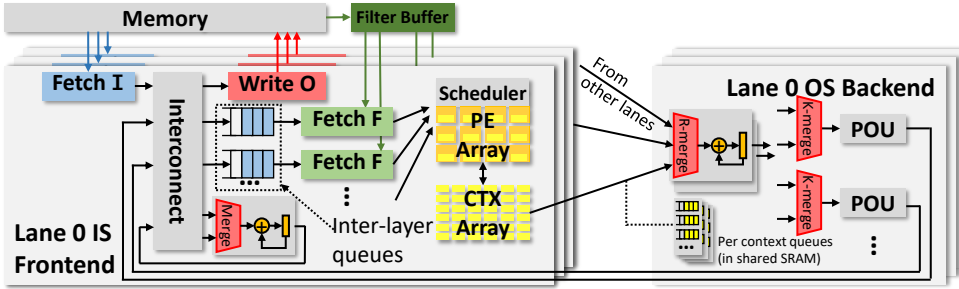 Memory
Filter Buffer
Fetch I
Write O
Interconnect
Fetch F
Fetch F
Scheduler
PE
Array
CTX
Array
Merge
Inter-layer
queues
Lane 0 IS
Frontend
From
other lanes
Lane 0 OS Backend
R-merge
K-merge
POU
K-merge
POU
Per context queues
(in shared SRAM)